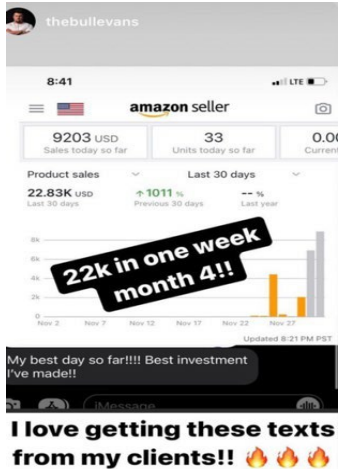 thebullevans
8:41
LTE
amazon seller
9203 USD
Sales today so far
33
Units today so far
0.00
Current
Product sales
Last 30 days
22.83K USD
Last 30 days
↑1011 %
Previous 30 days
-- %
Last year
8k
6k
4k
2k
0
22k in one week
month 4!!
Nov 2
Nov 7
Nov 12
Nov 17
Nov 22
Nov 27
Updated 8:21 PM PST
My best day so far!!!! Best investment
I've made!!
iMessage
I love getting these texts
from my clients!! 🔥🔥🔥